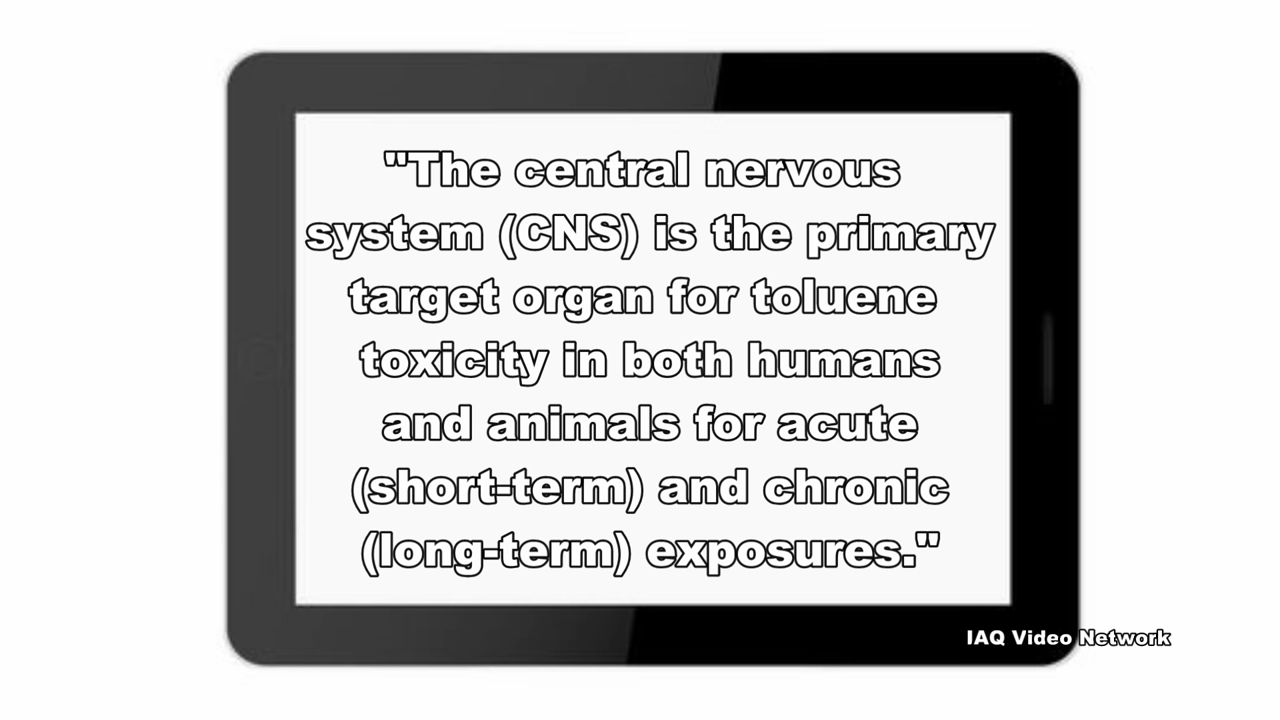 "The central nervous
system (CNS) is the primary
target organ for toluene
toxicity in both humans
and animals for acute
(short-term) and chronic
(long-term) exposures."
IAQ Video Network